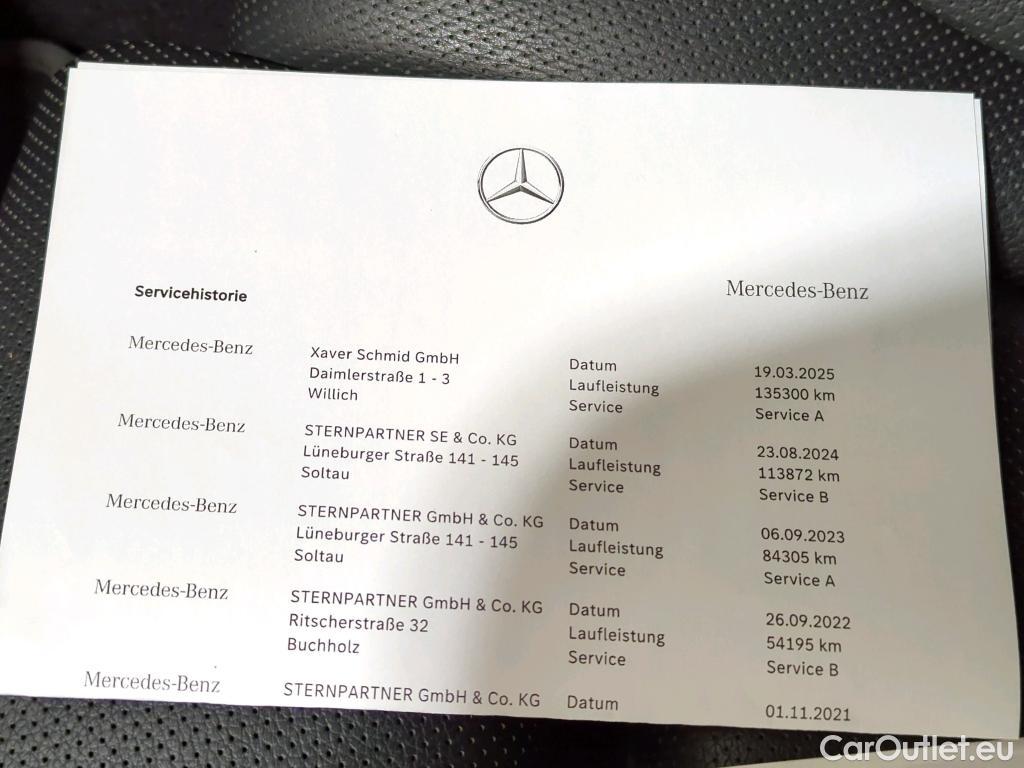 Servicehistorie
Mercedes-Benz
Mercedes-Benz
Xaver Schmid GmbH
Daimlerstraße 1 - 3
Willich
Datum 19.03.2025
Laufleistung 135300 km
Service Service A
Mercedes-Benz
STERNPARTNER SE & Co. KG
Lüneburger Straße 141 - 145
Soltau
Datum 23.08.2024
Laufleistung 113872 km
Service Service B
Mercedes-Benz
STERNPARTNER GmbH & Co. KG
Lüneburger Straße 141 - 145
Soltau
Datum 06.09.2023
Laufleistung 84305 km
Service Service A
Mercedes-Benz
STERNPARTNER GmbH & Co. KG
Ritscherstraße 32
Buchholz
Datum 26.09.2022
Laufleistung 54195 km
Service Service B
Mercedes-Benz
STERNPARTNER GmbH & Co. KG
Datum 01.11.2021
CarOutlet.eu